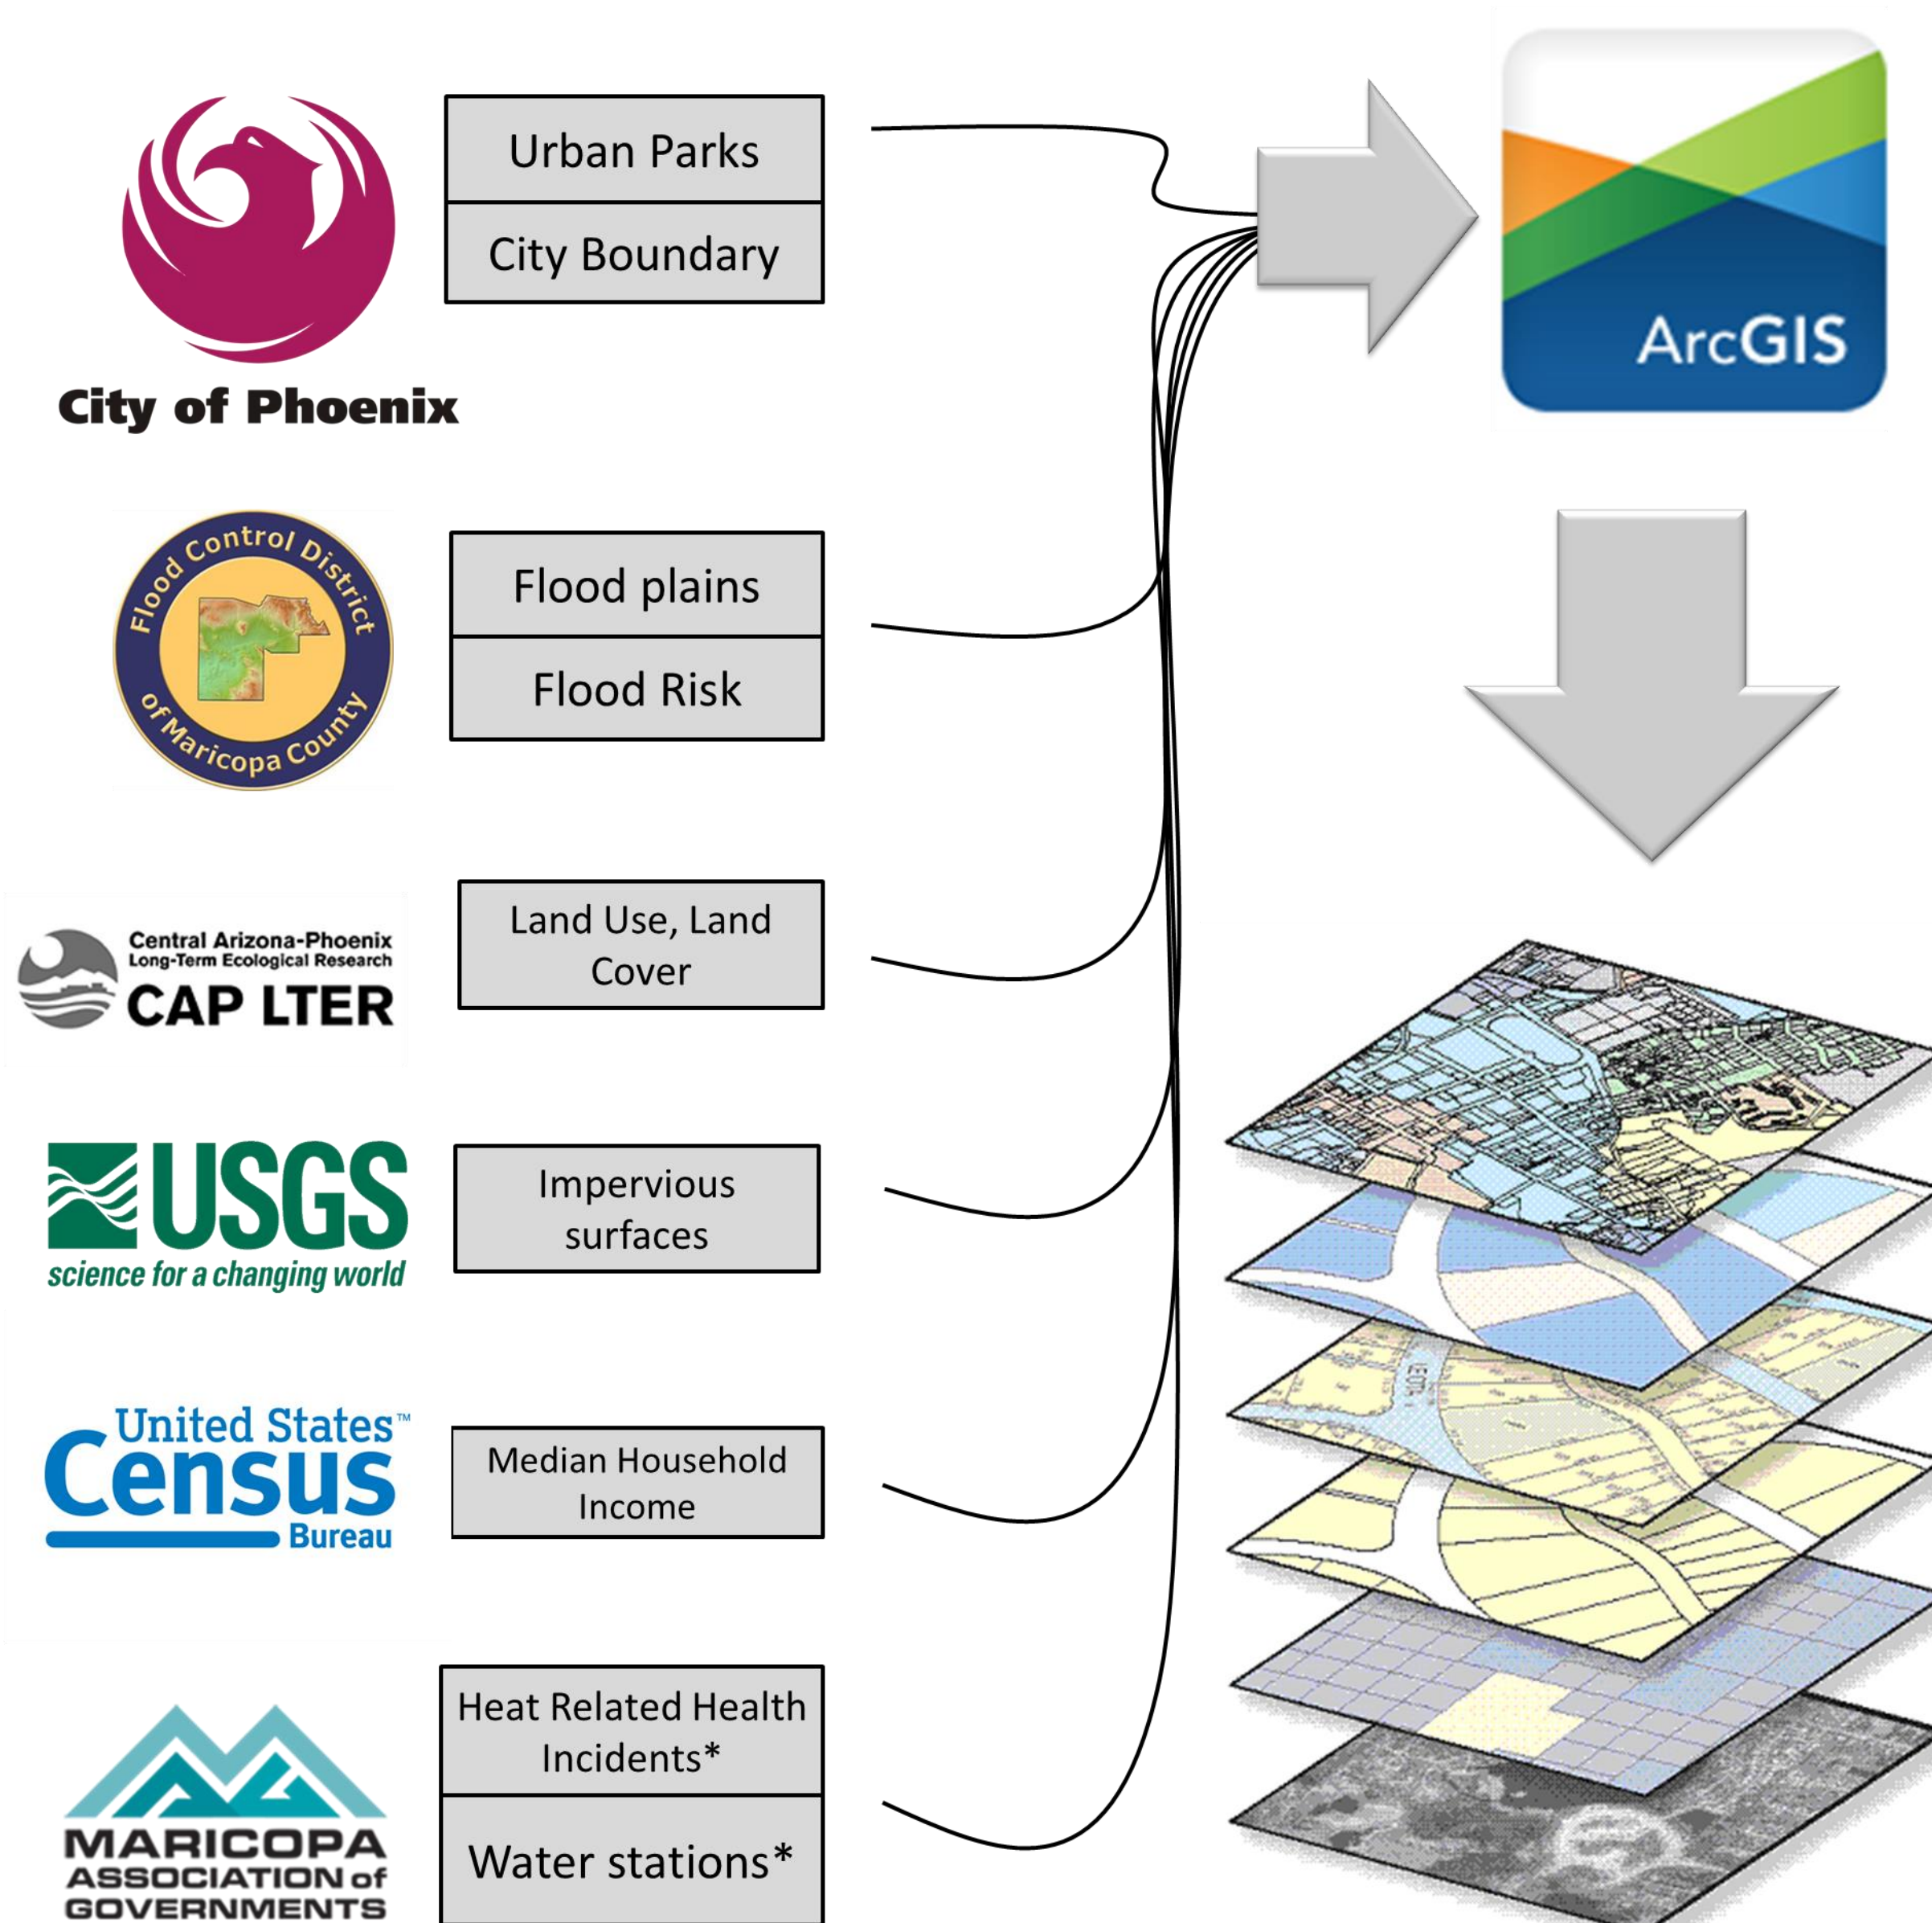 Urban Parks
City Boundary
City of Phoenix
ArcGIS
Flood Control District
of Maricopa County
Flood plains
Flood Risk
Central Arizona-Phoenix
Long-Term Ecological Research
CAP LTER
Land Use, Land
Cover
USGS
science for a changing world
Impervious
surfaces
United States™
Census
Bureau
Median Household
Income
Heat Related Health
Incidents*
Water stations*
MARICOPA
ASSOCIATION of
GOVERNMENTS